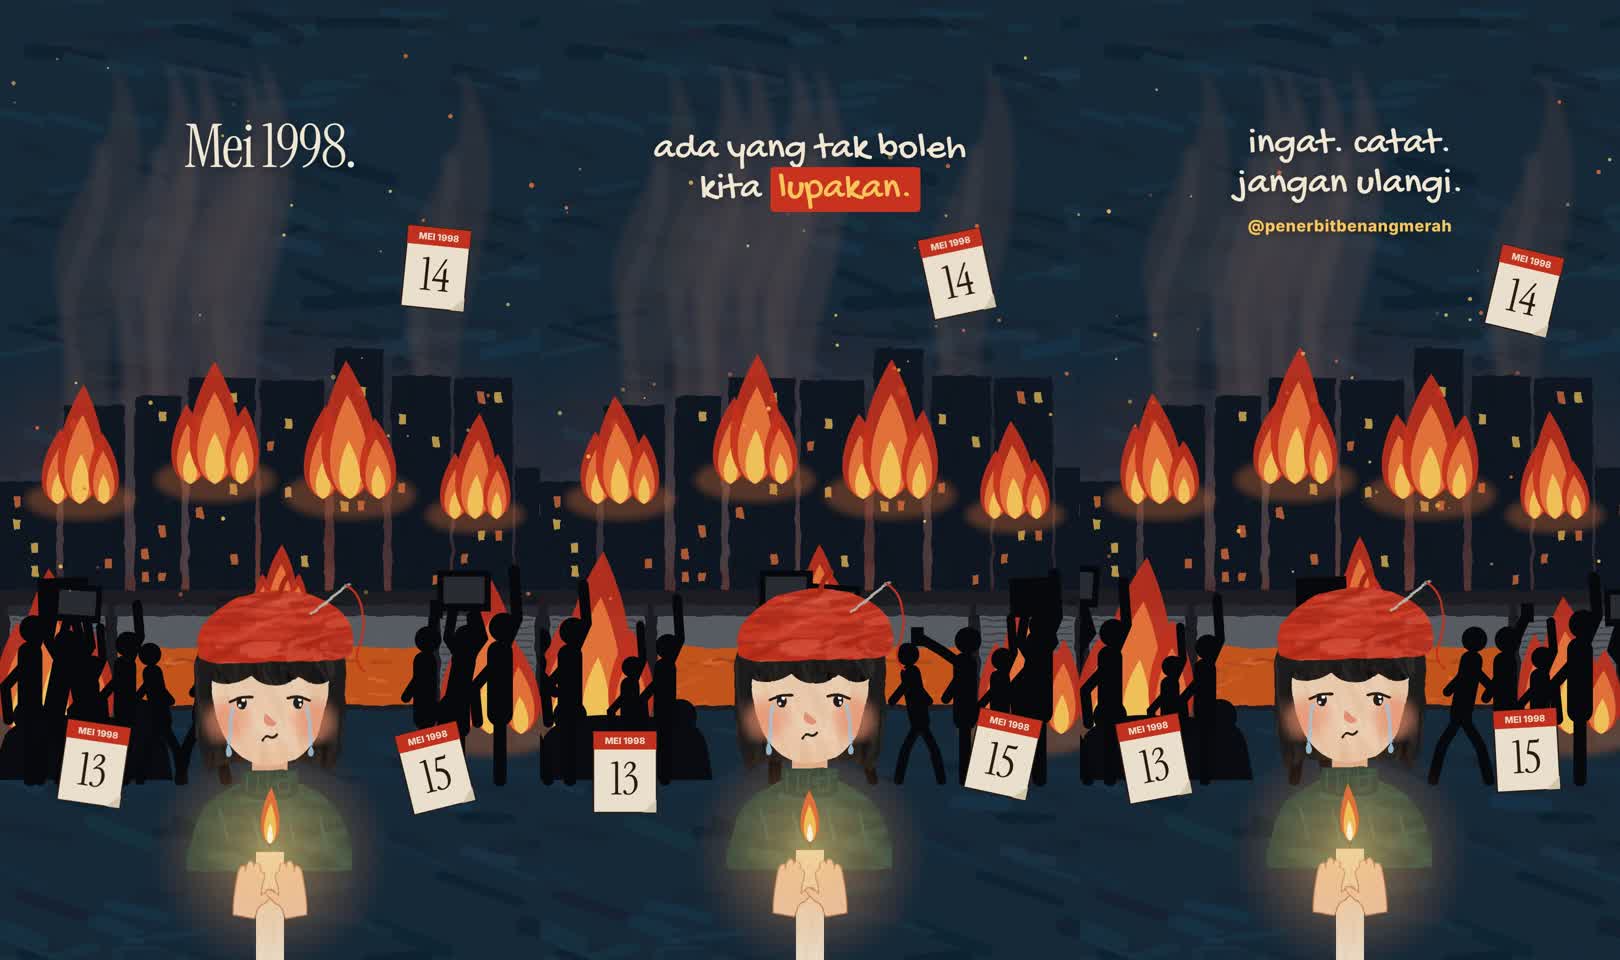 Mei 1998.
MEI 1998
14
MEI 1998
13
MEI 1998
15
ada yang tak boleh
kita lupakan.
MEI 1998
14
MEI 1998
13
MEI 1998
15
ingat. catat.
jangan ulangi.
@penerbitbenangmerah
MEI 1998
14
MEI 1998
13
MEI 1998
15